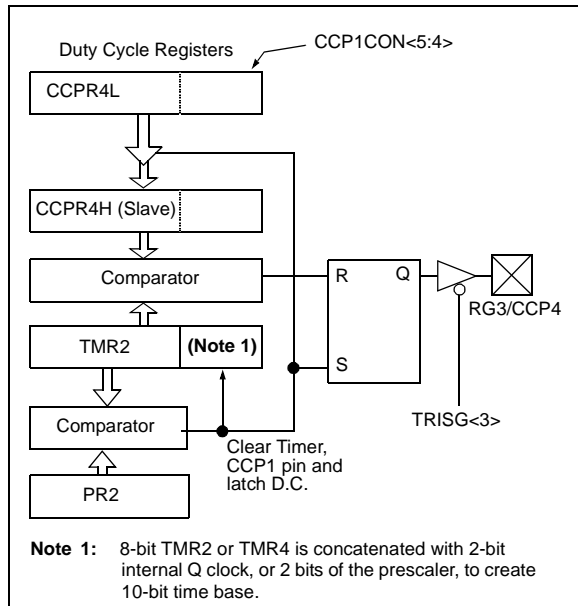 Duty Cycle Registers
CCP1CON<5:4>
CCPR4L
CCPR4H (Slave)
Comparator
R
Q
RG3/CCP4
TMR2
(Note 1)
S
TRISG<3>
Comparator
Clear Timer,
CCP1 pin and
latch D.C.
PR2
Note 1: 8-bit TMR2 or TMR4 is concatenated with 2-bit
internal Q clock, or 2 bits of the prescaler, to create
10-bit time base.